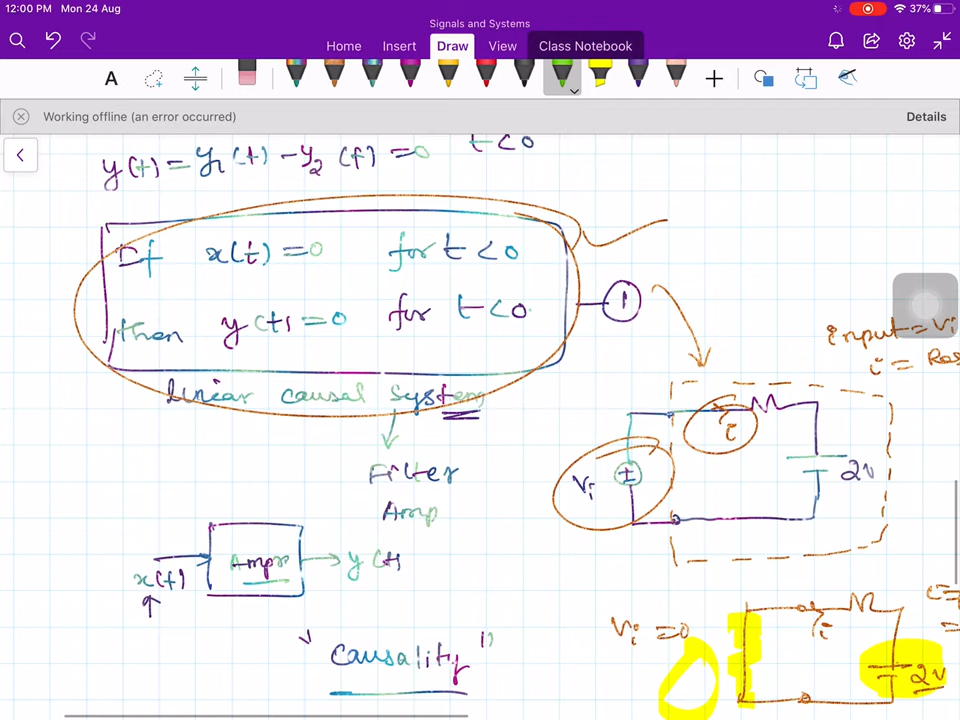 12:00 PM Mon 24 Aug
37%
Signals and Systems
Home Insert Draw View Class Notebook
A
Working offline (an error occurred)
Details
y(t) = y1(t) - y2(t) = 0 t<0
If x(t) = 0 for t<0
then y(t) = 0 for t<0
1
linear causal system
Filter
Amp
x(t)
Ampr
y(t)
"Causality"
input = Vi
i = Res
i
Vi
2v
Vi = 0
i
2v